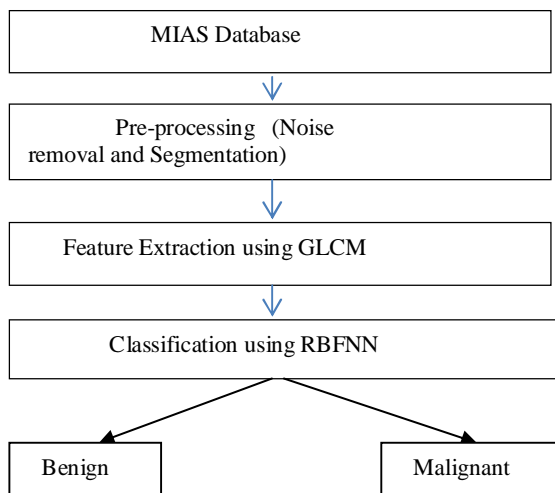 MIAS Database
Pre-processing (Noise
removal and Segmentation)
Feature Extraction using GLCM
Classification using RBFNN
Benign
Malignant